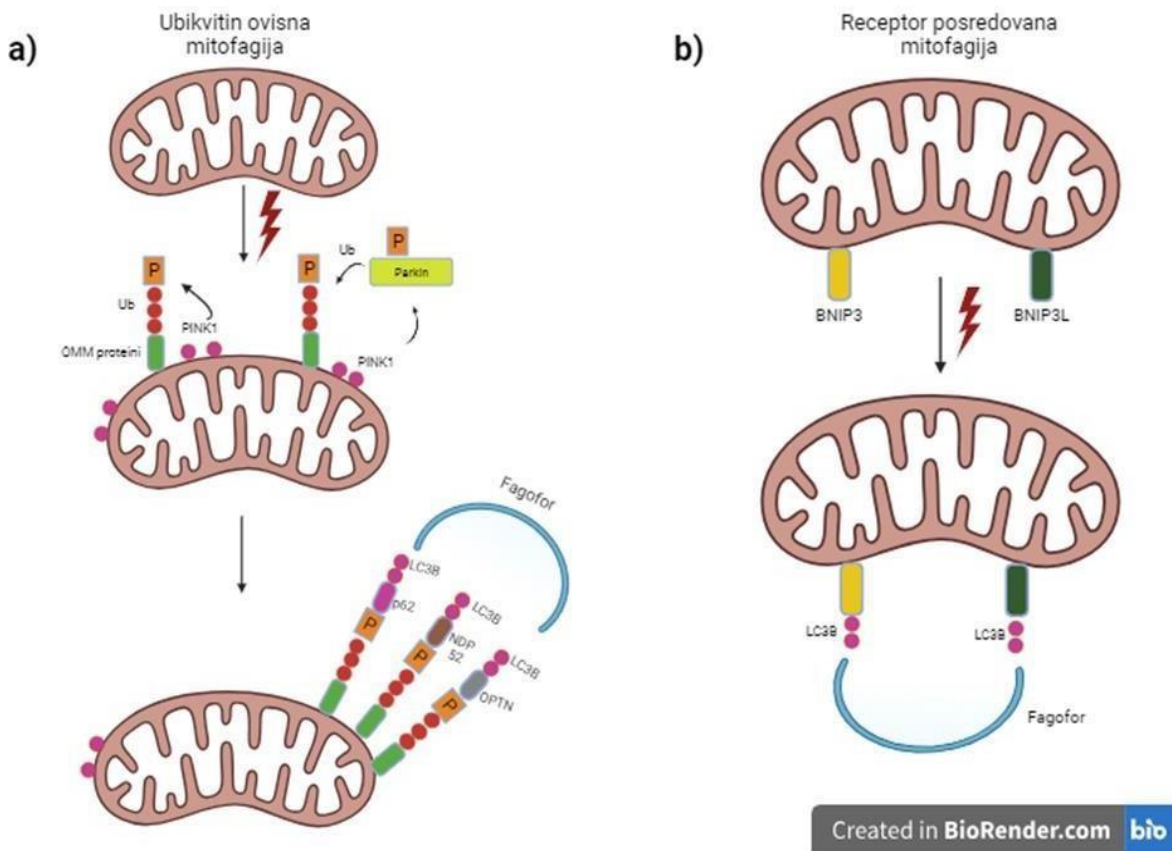 a)
Ubikvitin ovisna
mitofagija
P
Ub
PINK1
OMM proteini
P
Ub
P
Parkin
PINK1
Fagofor
LC3B
p62
P
LC3B
NDP
52
P
LC3B
OPTN
P
b)
Receptor posredovana
mitofagija
BNIP3
BNIP3L
LC3B
LC3B
Fagofor
Created in BioRender.com bio